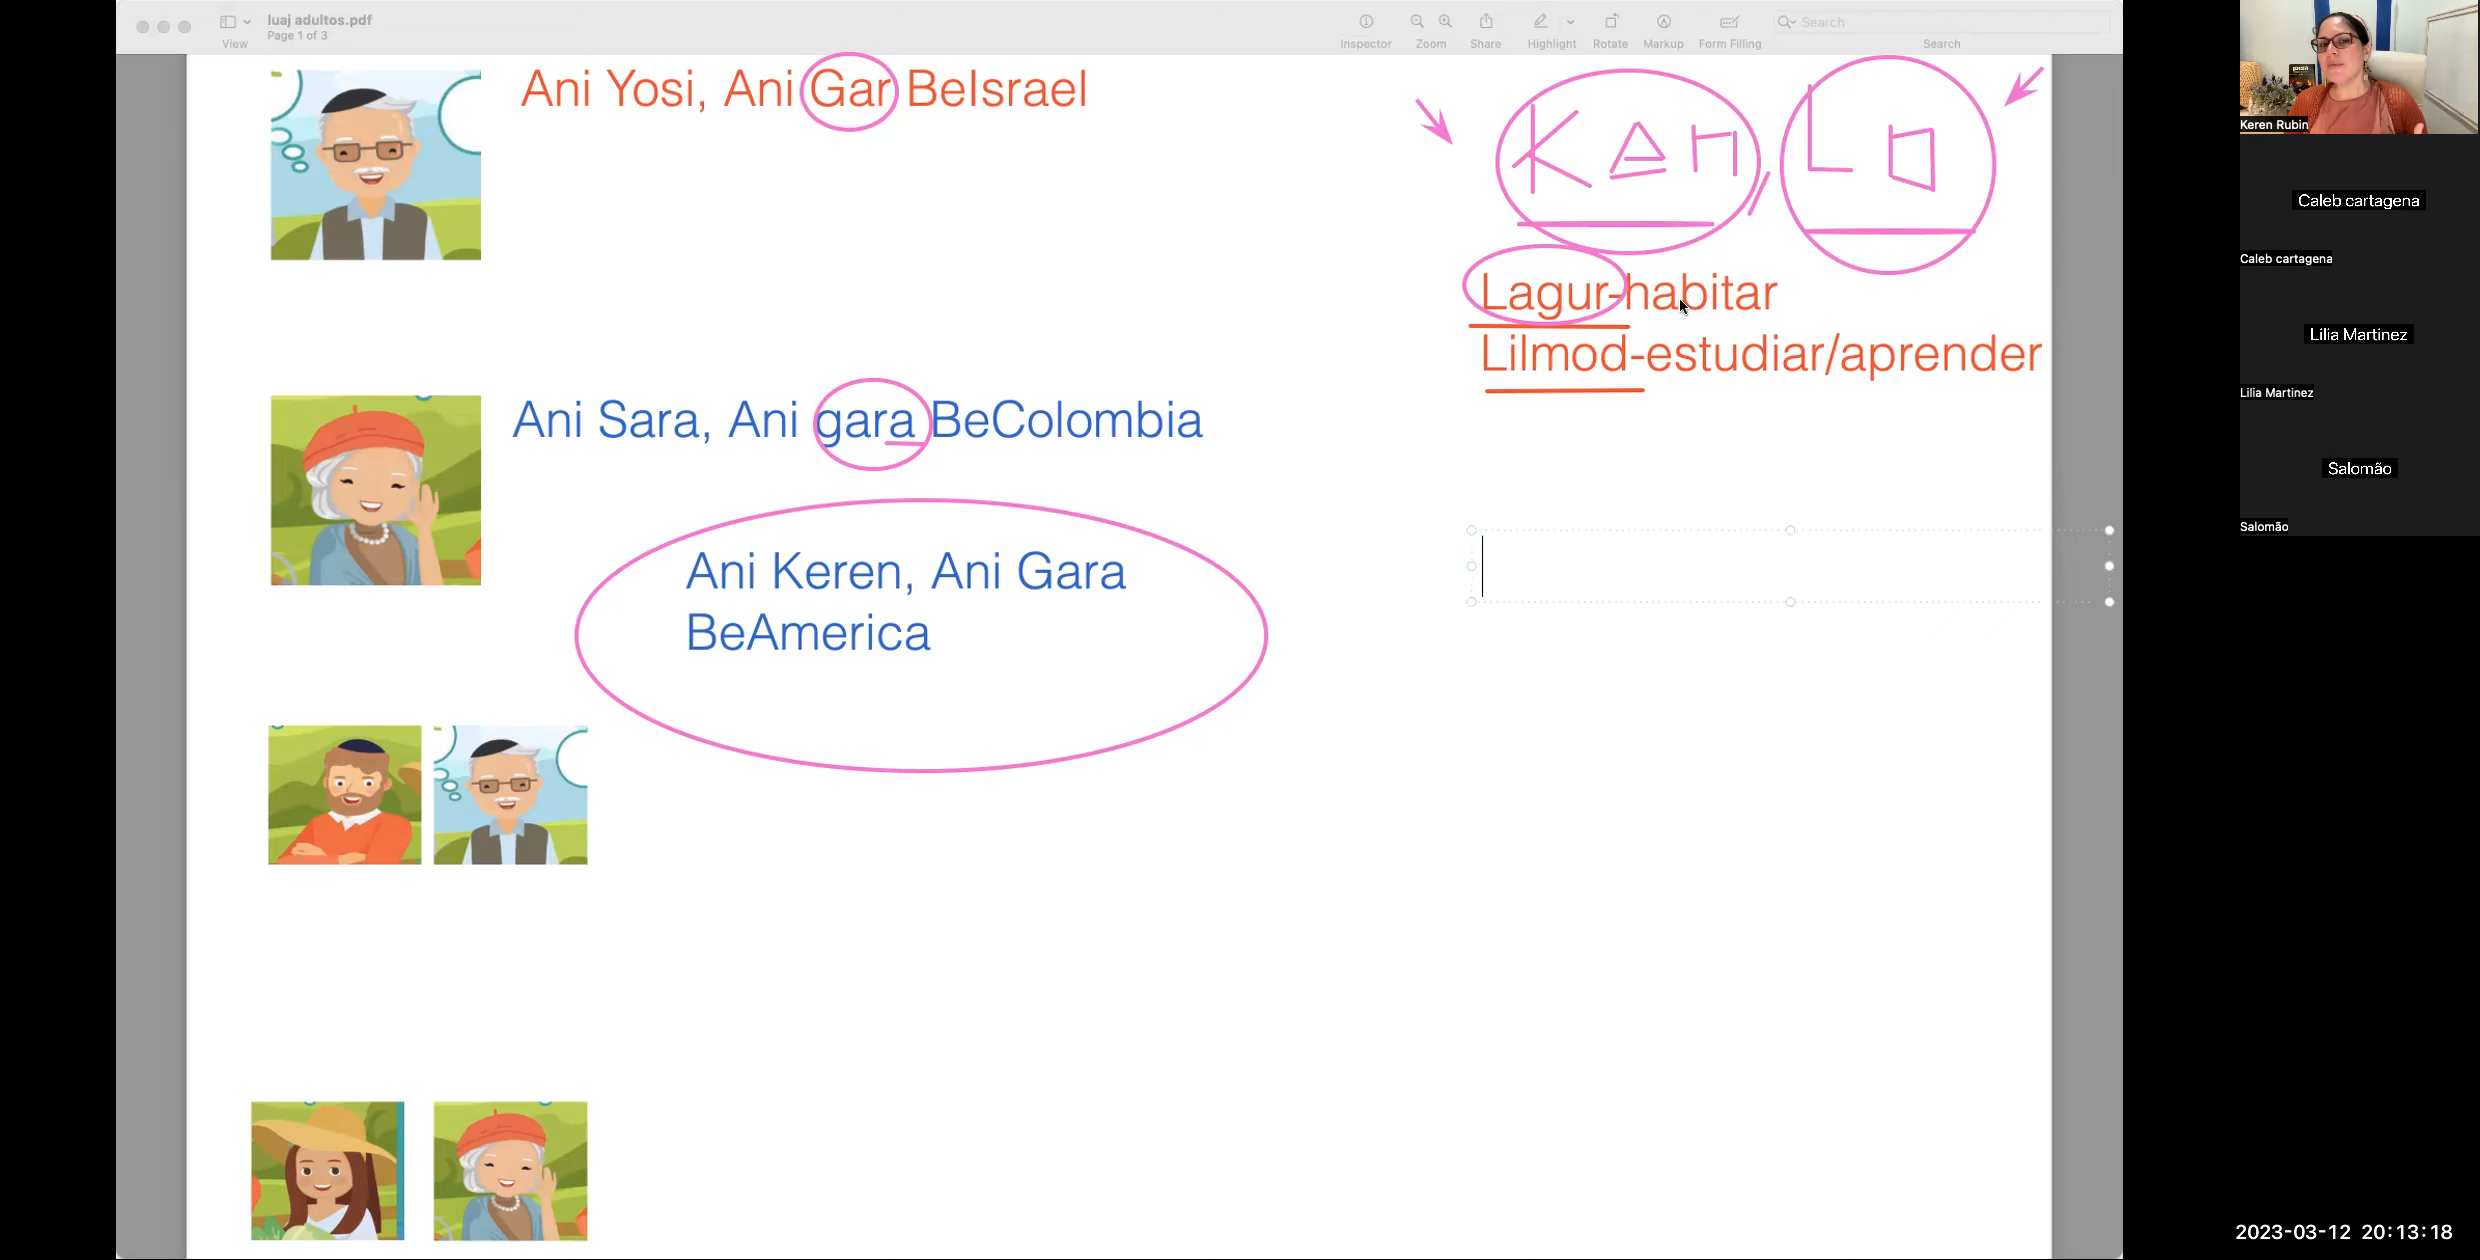 luaj adultos.pdf
Page 1 of 3
View
Inspector
Zoom
Share
Highlight
Rotate
Markup
Form Filling
Search
Search
Ani Yosi, Ani Gar BeIsrael
Ken, Lo
Lagur-habitar
Lilmod-estudiar/aprender
Ani Sara, Ani gara BeColombia
Ani Keren, Ani Gara
BeAmerica
Keren Rubin
Caleb cartagena
Caleb cartagena
Lilia Martinez
Lilia Martinez
Salomão
Salomão
2023-03-12 20:13:18